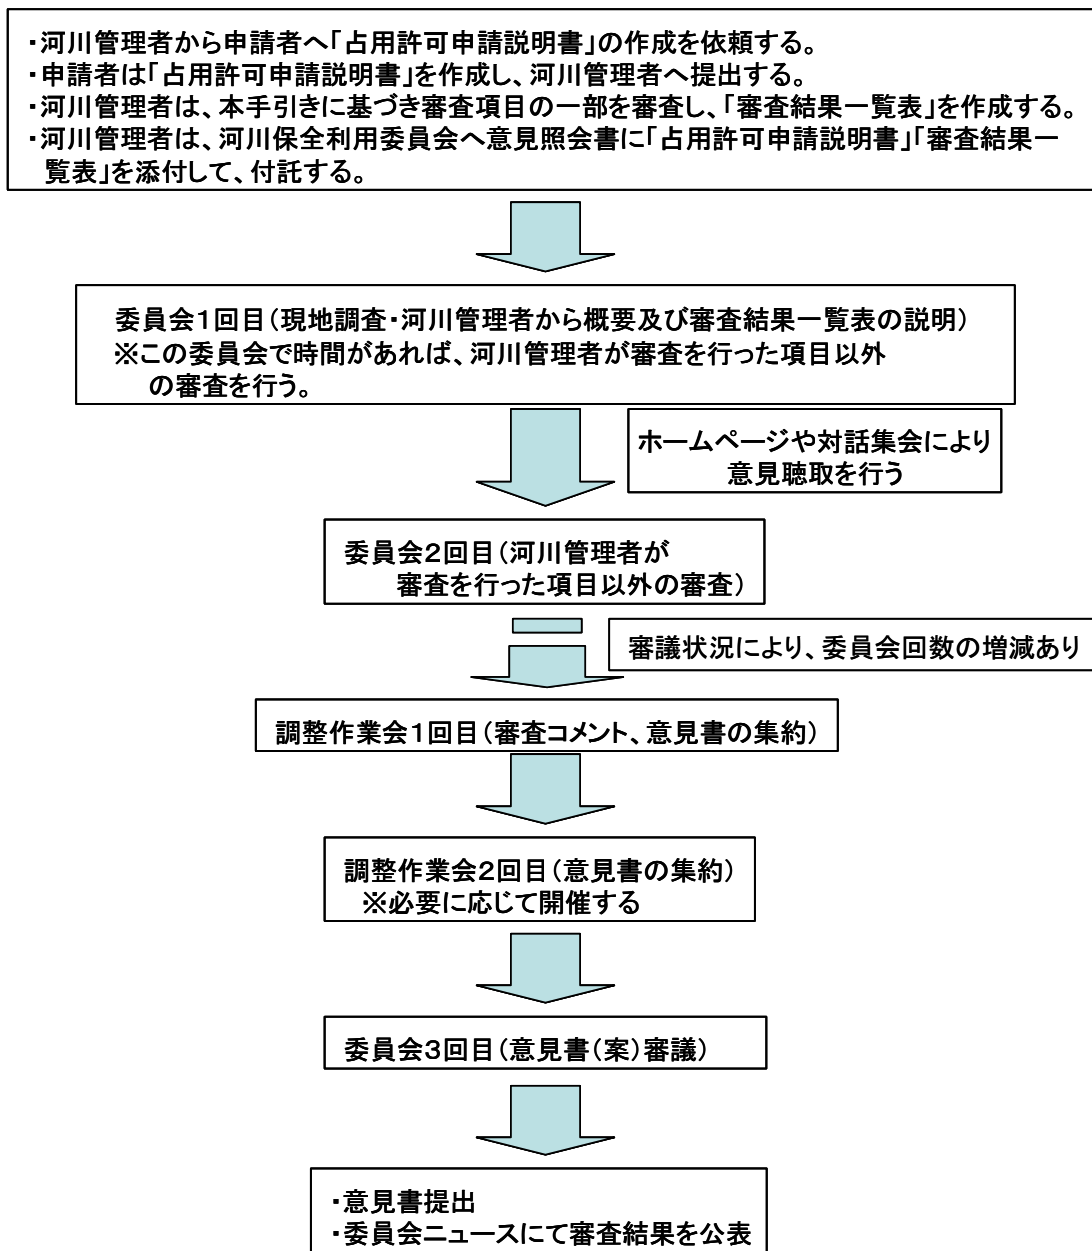 ・河川管理者から申請者へ「占用許可申請説明書」の作成を依頼する。
・申請者は「占用許可申請説明書」を作成し、河川管理者へ提出する。
・河川管理者は、本手引きに基づき審査項目の一部を審査し、「審査結果一覧表」を作成する。
・河川管理者は、河川保全利用委員会へ意見照会書に「占用許可申請説明書」「審査結果一
覧表」を添付して、付託する。
委員会1回目(現地調査・河川管理者から概要及び審査結果一覧表の説明)
※この委員会で時間があれば、河川管理者が審査を行った項目以外
の審査を行う。
ホームページや対話集会により
意見聴取を行う
委員会2回目(河川管理者が
審査を行った項目以外の審査)
審議状況により、委員会回数の増減あり
調整作業会1回目(審査コメント、意見書の集約)
調整作業会2回目(意見書の集約)
※必要に応じて開催する
委員会3回目(意見書(案)審議)
・意見書提出
・委員会ニュースにて審査結果を公表